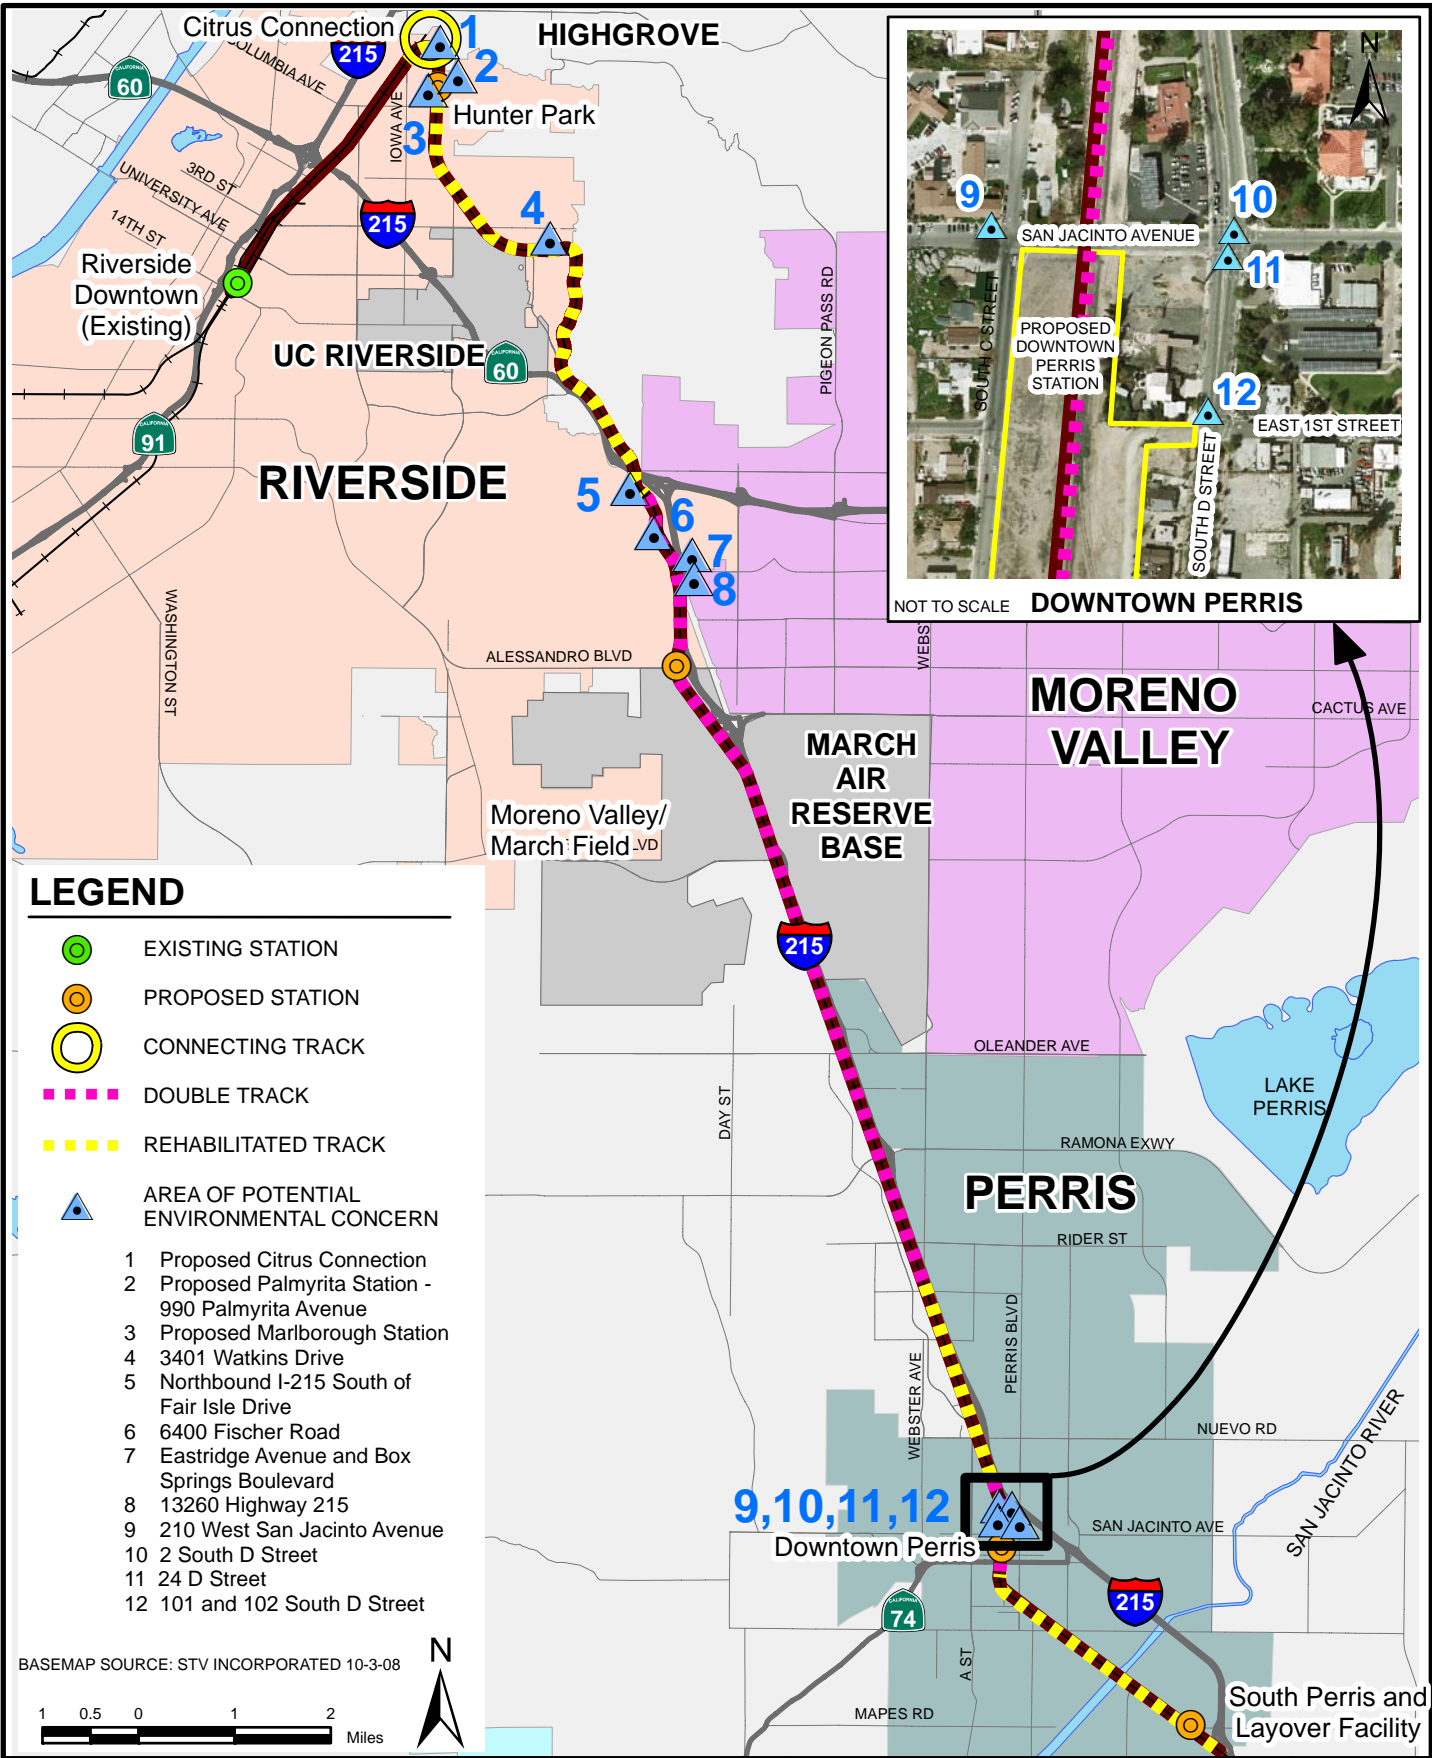 Citrus Connection
HIGHGROVE
1
2
3
Hunter Park
4
215
60
COLUMBIA AVE
IOWA AVE
3RD ST
UNIVERSITY AVE
14TH ST
215
Riverside
Downtown
(Existing)
UC RIVERSIDE
CALIFORNIA
60
PIGEON PASS RD
CALIFORNIA
91
RIVERSIDE
5
6
7
8
WASHINGTON ST
ALESSANDRO BLVD
WEBST
MORENO
VALLEY
CACTUS AVE
MARCH
AIR
RESERVE
BASE
Moreno Valley/
March Field
LVD
215
OLEANDER AVE
LAKE
PERRIS
DAY ST
RAMONA EXWY
PERRIS
RIDER ST
PERRIS BLVD
WEBSTER AVE
NUEVO RD
SAN JACINTO RIVER
9,10,11,12
Downtown Perris
SAN JACINTO AVE
CALIFORNIA
74
215
A ST
MAPES RD
South Perris and
Layover Facility
N
9
10
11
12
SAN JACINTO AVENUE
SOUTH C STREET
PROPOSED
DOWNTOWN
PERRIS
STATION
EAST 1ST STREET
SOUTH D STREET
NOT TO SCALE
DOWNTOWN PERRIS
LEGEND
EXISTING STATION
PROPOSED STATION
CONNECTING TRACK
DOUBLE TRACK
REHABILITATED TRACK
AREA OF POTENTIAL
ENVIRONMENTAL CONCERN
1 Proposed Citrus Connection
2 Proposed Palmyrita Station -
990 Palmyrita Avenue
3 Proposed Marlborough Station
4 3401 Watkins Drive
5 Northbound I-215 South of
Fair Isle Drive
6 6400 Fischer Road
7 Eastridge Avenue and Box
Springs Boulevard
8 13260 Highway 215
9 210 West San Jacinto Avenue
10 2 South D Street
11 24 D Street
12 101 and 102 South D Street
BASEMAP SOURCE: STV INCORPORATED 10-3-08
N
1 0.5 0 1 2
Miles